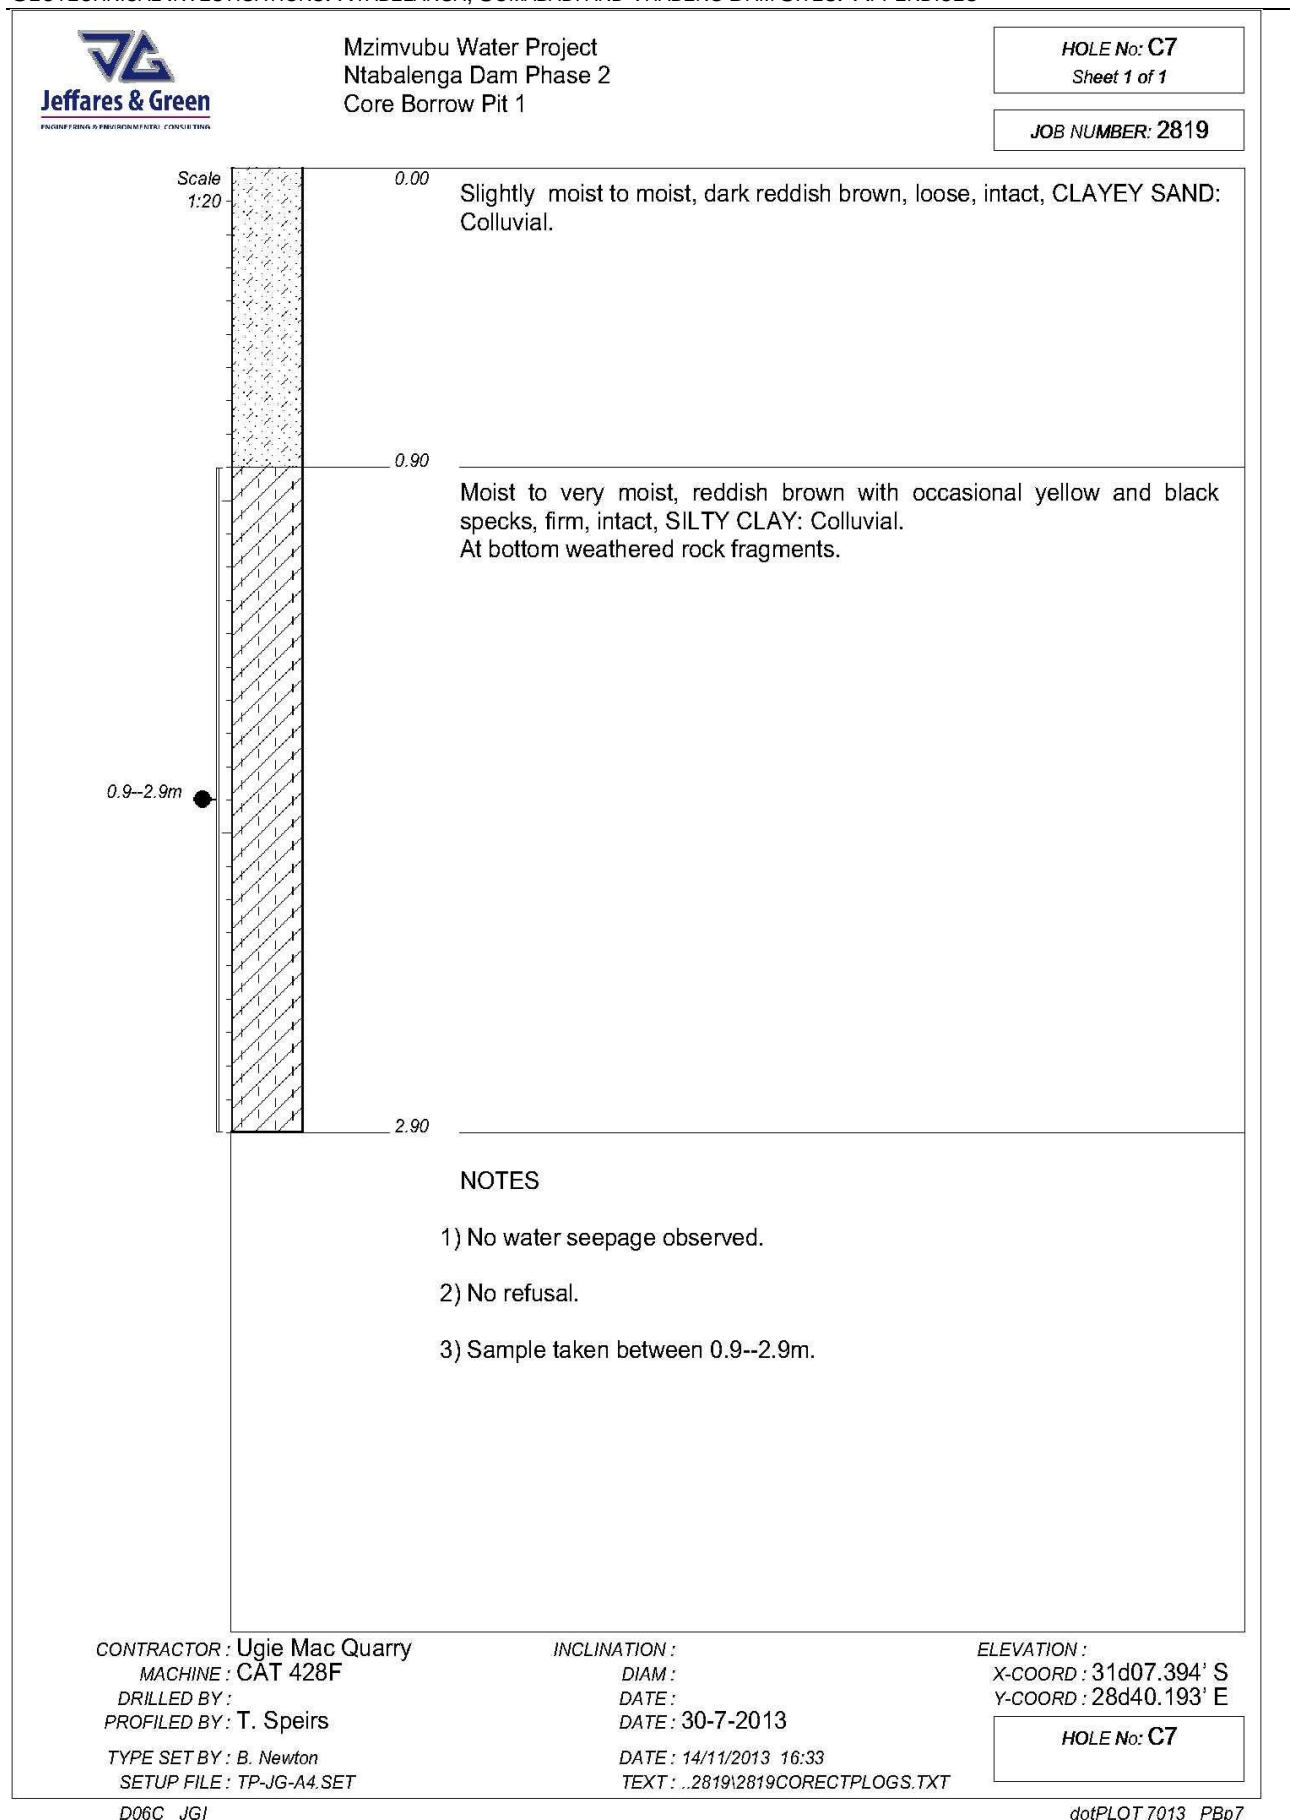 Jeffares & Green
ENGINEERING & ENVIRONMENTAL CONSULTING
Mzimvubu Water Project
Ntabalenga Dam Phase 2
Core Borrow Pit 1
HOLE No: C7
Sheet 1 of 1
JOB NUMBER: 2819
Scale
1:20
0.00
Slightly moist to moist, dark reddish brown, loose, intact, CLAYEY SAND:
Colluvial.
0.90
Moist to very moist, reddish brown with occasional yellow and black
specks, firm, intact, SILTY CLAY: Colluvial.
At bottom weathered rock fragments.
0.9--2.9m
2.90
NOTES
1) No water seepage observed.
2) No refusal.
3) Sample taken between 0.9--2.9m.
CONTRACTOR : Ugie Mac Quarry
MACHINE : CAT 428F
DRILLED BY :
PROFILED BY : T. Speirs
TYPE SET BY : B. Newton
SETUP FILE : TP-JG-A4.SET
INCLINATION :
DIAM :
DATE :
DATE : 30-7-2013
DATE : 14/11/2013 16:33
TEXT : ..2819\2819CORECTPLOGS.TXT
ELEVATION :
X-COORD : 31d07.394' S
Y-COORD : 28d40.193' E
HOLE No: C7
D06C JGI
dotPLOT 7013 PBp7